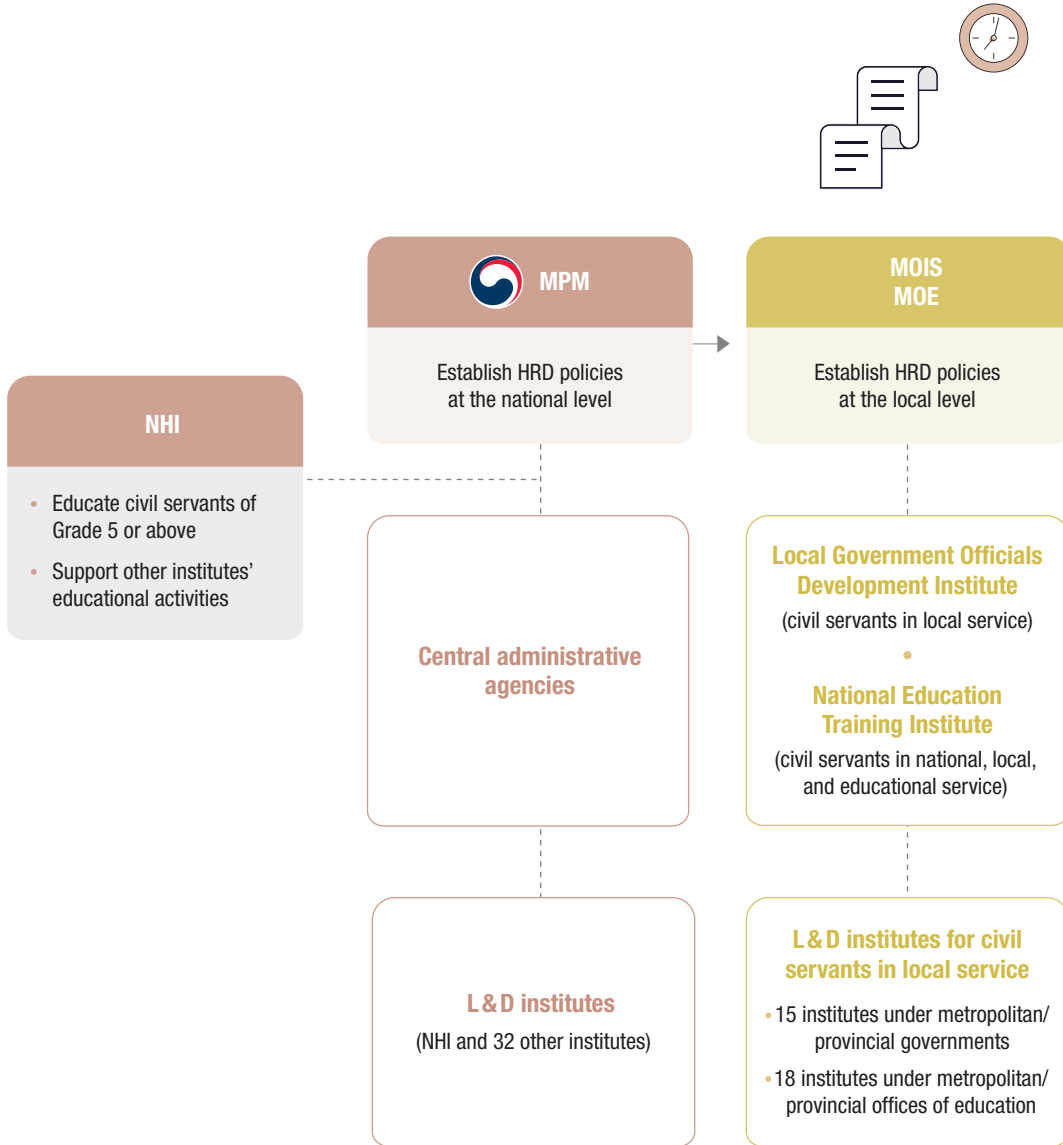 MPM
Establish HRD policies
at the national level
MOIS
MOE
Establish HRD policies
at the local level
NHI
• Educate civil servants of
Grade 5 or above
• Support other institutes'
educational activities
Central administrative
agencies
Local Government Officials
Development Institute
(civil servants in local service)
•
National Education
Training Institute
(civil servants in national, local,
and educational service)
L&D institutes
(NHI and 32 other institutes)
L&D institutes for civil
servants in local service
• 15 institutes under metropolitan/
provincial governments
• 18 institutes under metropolitan/
provincial offices of education